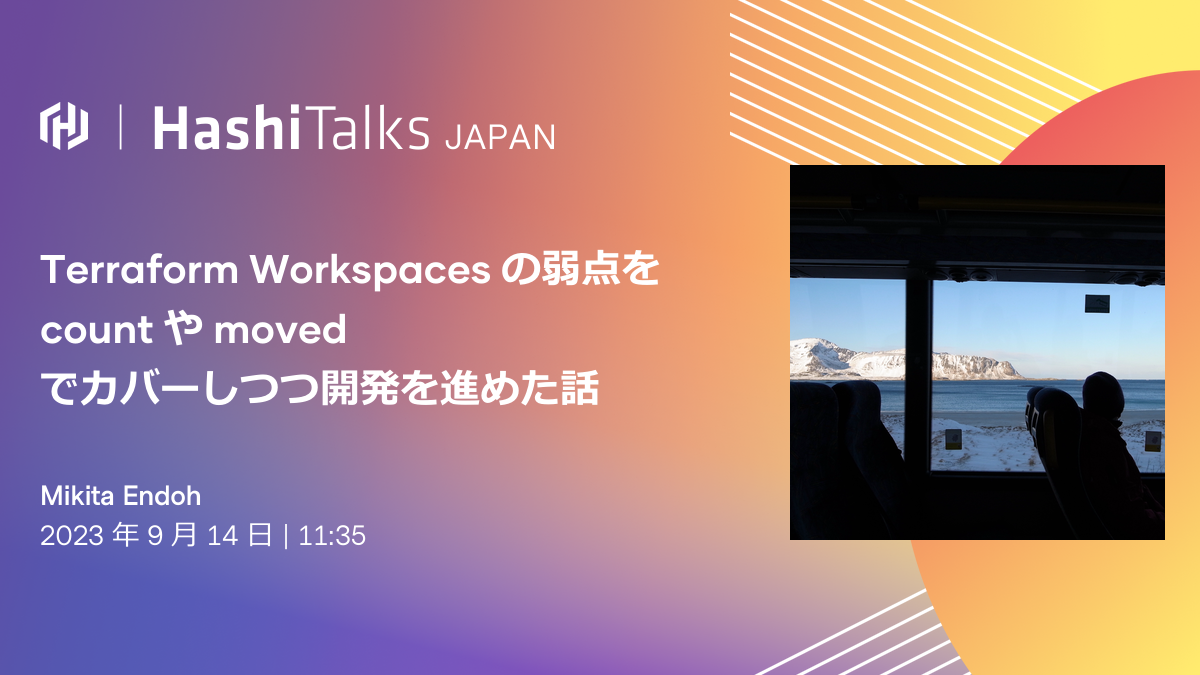 HashiTalks JAPAN
Terraform Workspaces の弱点を
count や moved
でカバーしつつ開発を進めた話
Mikita Endoh
2023 年 9 月 14 日 | 11:35